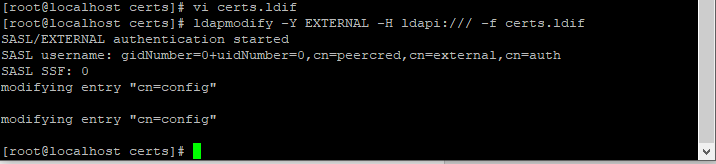 [root@localhost certs]# vi certs.ldif
[root@localhost certs]# ldapmodify -Y EXTERNAL -H ldapi:/// -f certs.ldif
SASL/EXTERNAL authentication started
SASL username: gidNumber=0+uidNumber=0,cn=peercred,cn=external,cn=auth
SASL SSF: 0
modifying entry "cn=config"
modifying entry "cn=config"
[root@localhost certs]#